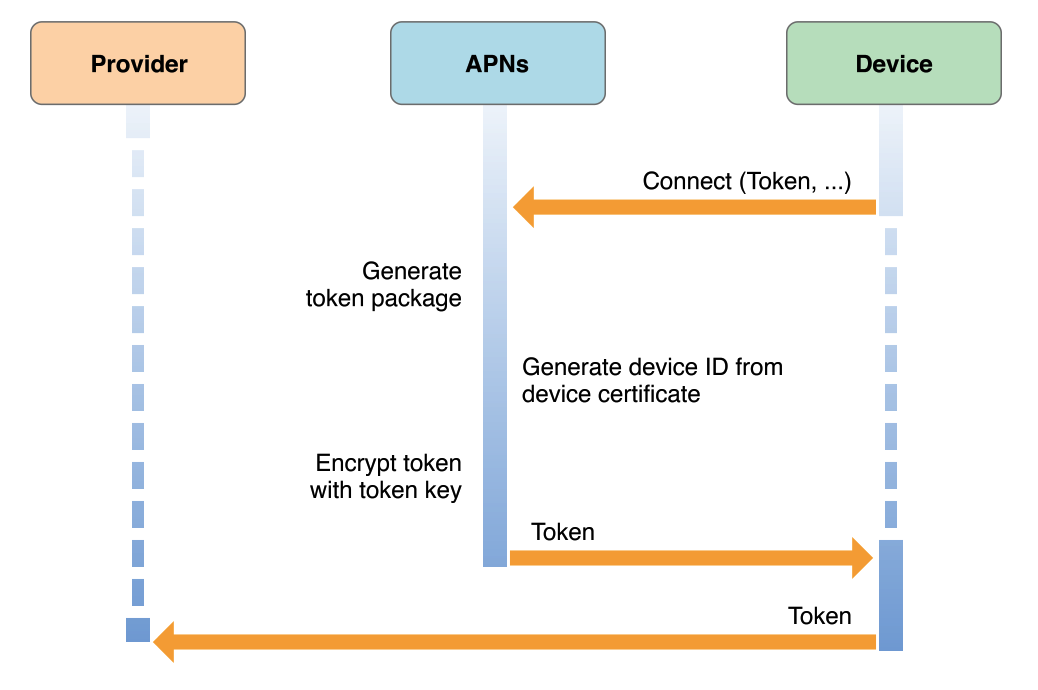 Provider
APNs
Device
Connect (Token, ...)
Generate
token package
Generate device ID from
device certificate
Encrypt token
with token key
Token
Token